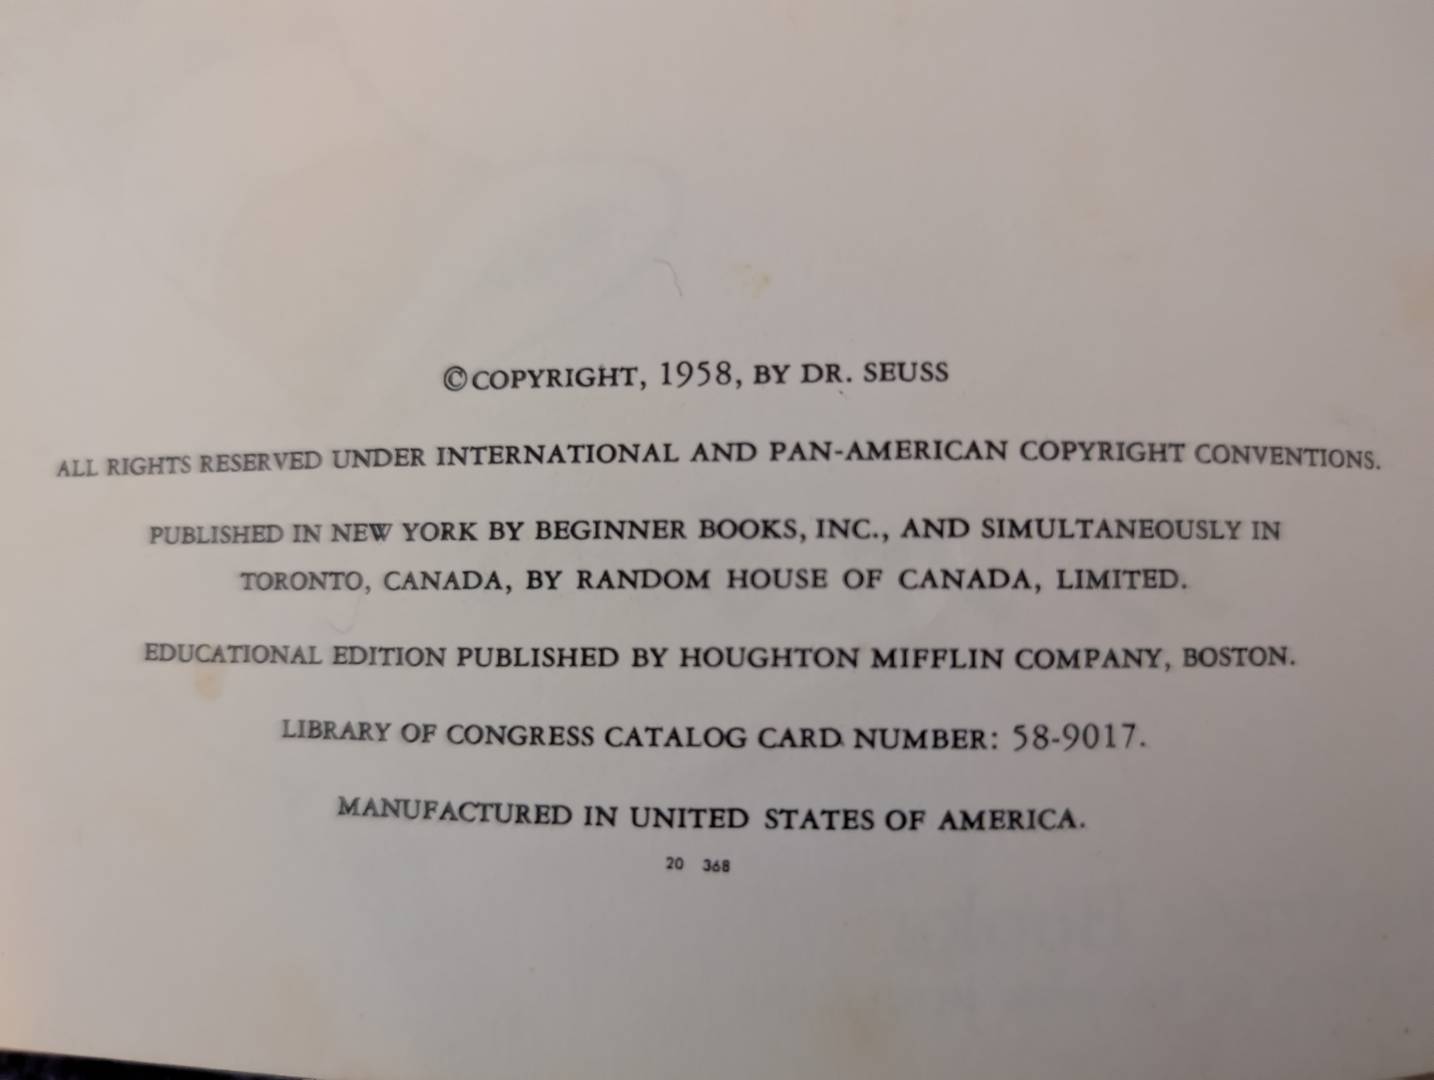 ©COPYRIGHT, 1958, BY DR. SEUSS
ALL RIGHTS RESERVED UNDER INTERNATIONAL AND PAN-AMERICAN COPYRIGHT CONVENTIONS.
PUBLISHED IN NEW YORK BY BEGINNER BOOKS, INC., AND SIMULTANEOUSLY IN
TORONTO, CANADA, BY RANDOM HOUSE OF CANADA, LIMITED.
EDUCATIONAL EDITION PUBLISHED BY HOUGHTON MIFFLIN COMPANY, BOSTON.
LIBRARY OF CONGRESS CATALOG CARD NUMBER: 58-9017.
MANUFACTURED IN UNITED STATES OF AMERICA.
20 368